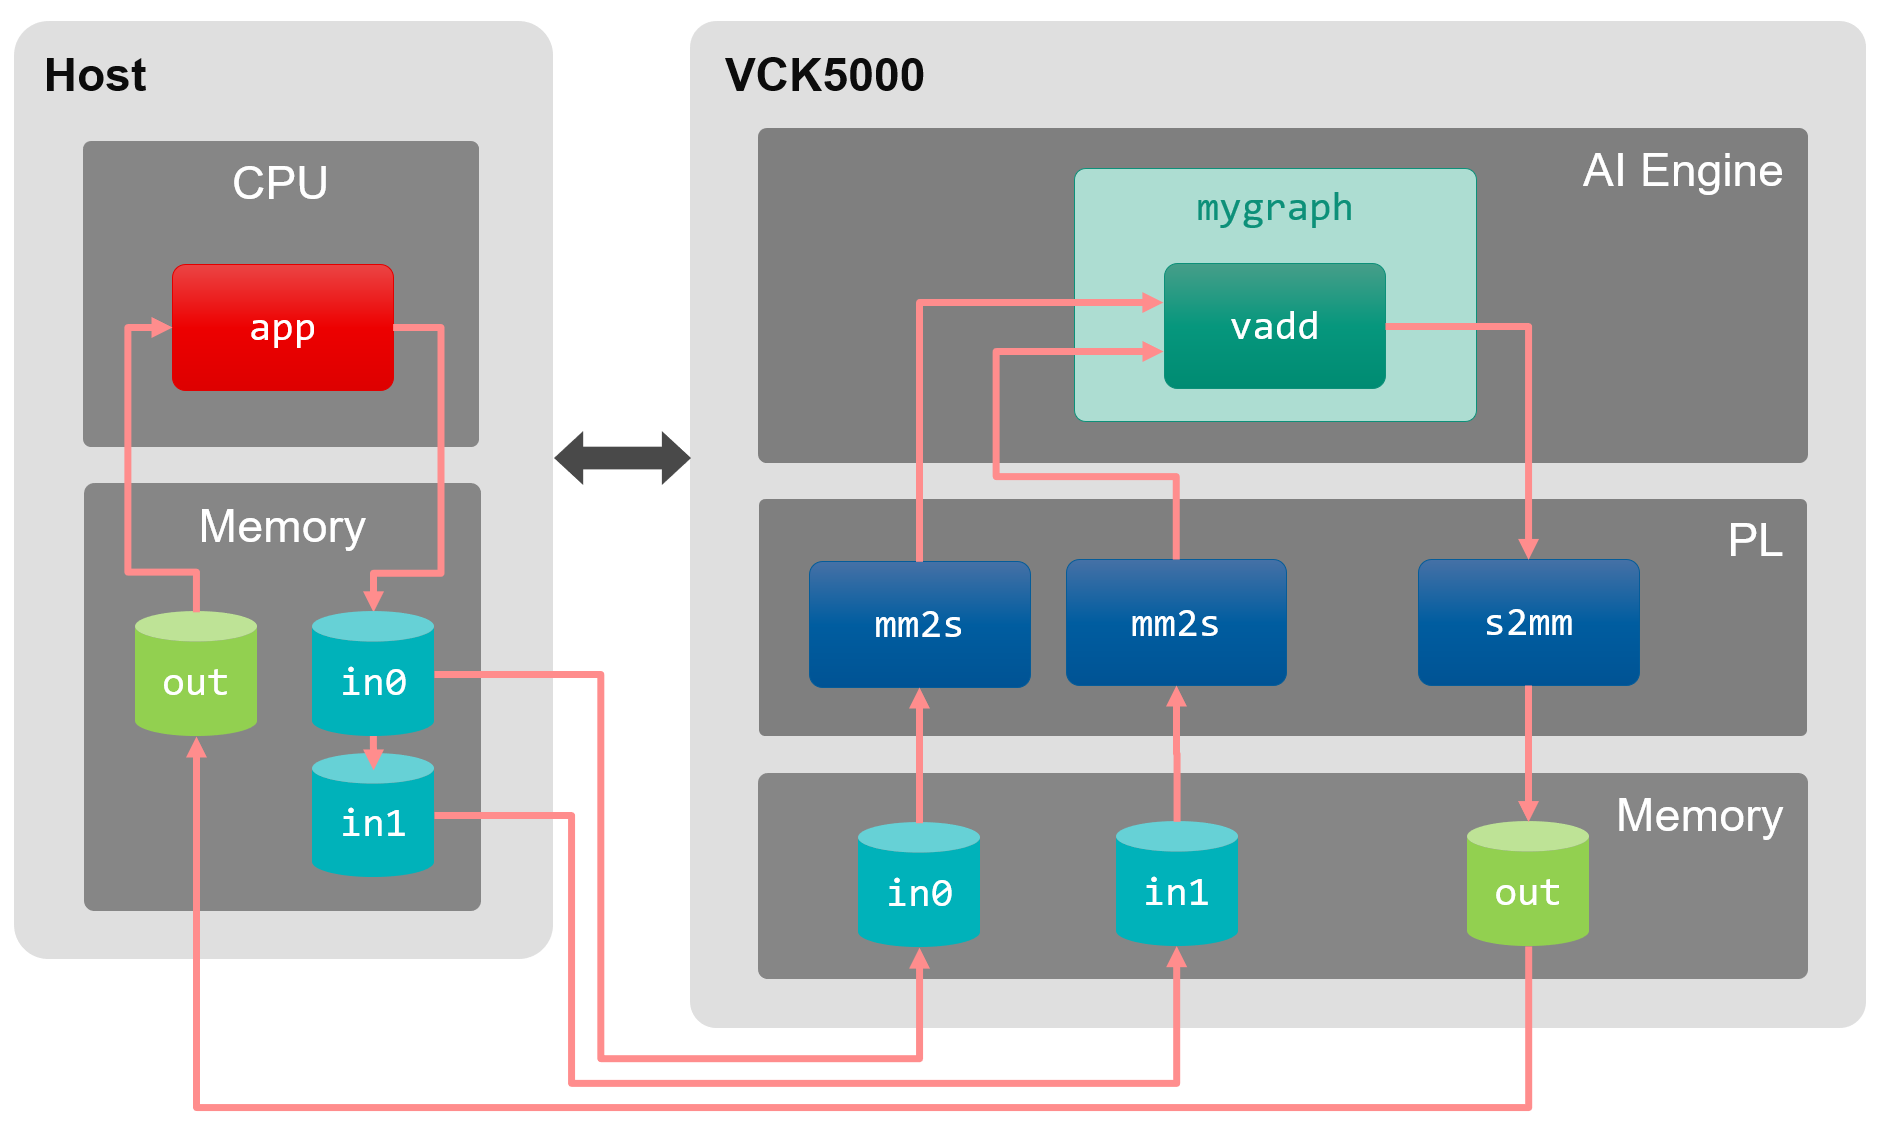 Host
CPU
app
Memory
out
in0
in1
VCK5000
AI Engine
mygraph
vadd
PL
mm2s
mm2s
s2mm
Memory
in0
in1
out